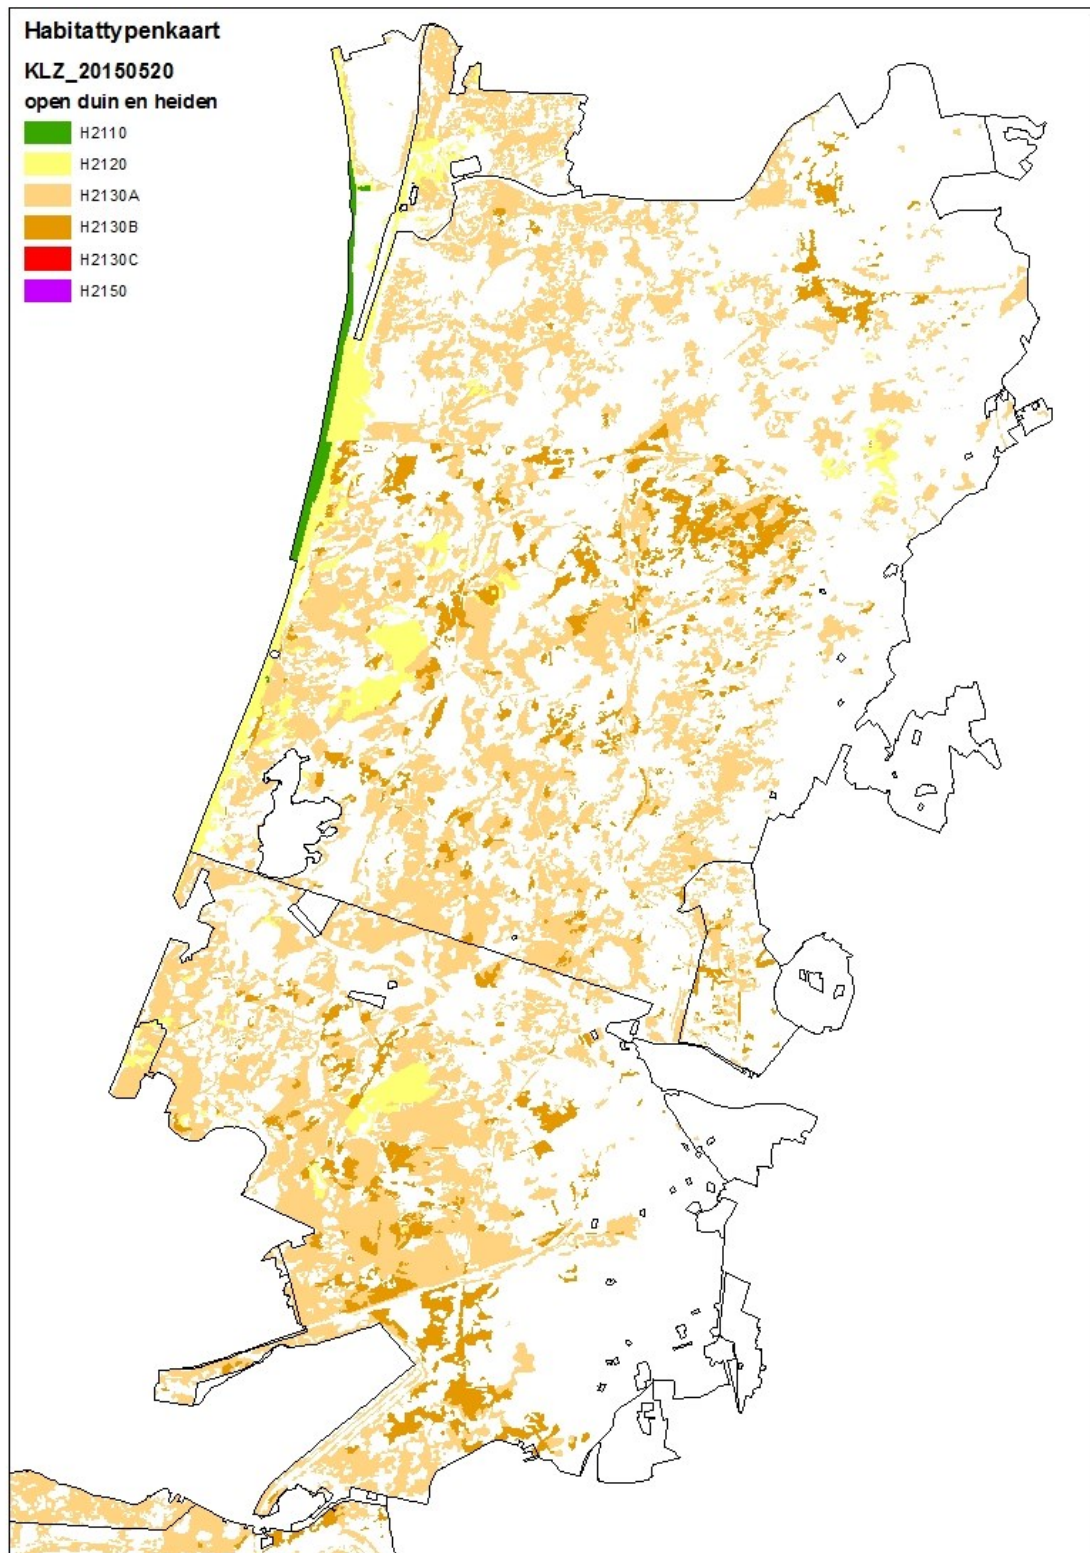 Habitattypenkaart
KLZ_20150520
open duin en heiden
H2110
H2120
H2130A
H2130B
H2130C
H2150